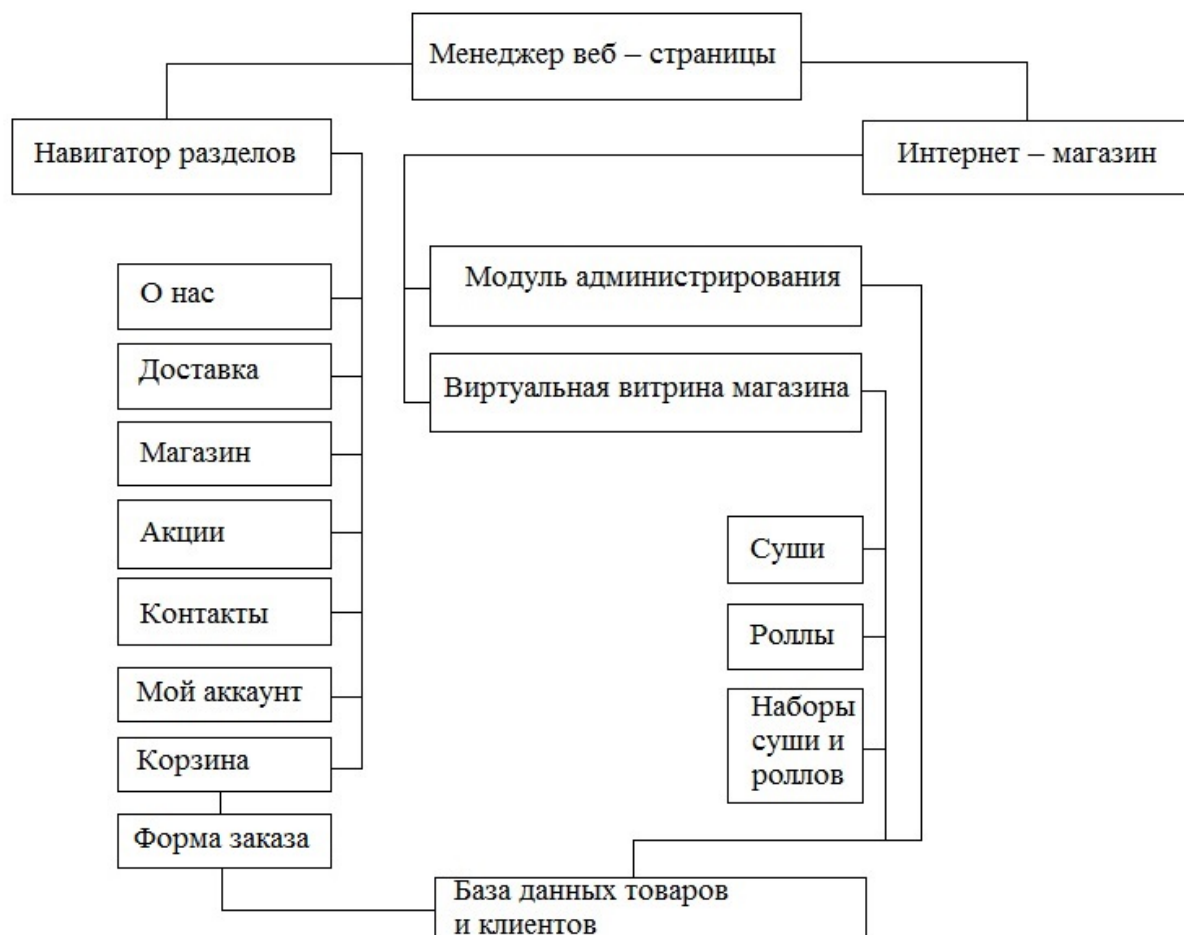 Менеджер веб – страницы
Навигатор разделов
Интернет – магазин
О нас
Доставка
Магазин
Акции
Контакты
Мой аккаунт
Корзина
Форма заказа
Модуль администрирования
Виртуальная витрина магазина
Суши
Роллы
Наборы
суши и
роллов
База данных товаров
и клиентов